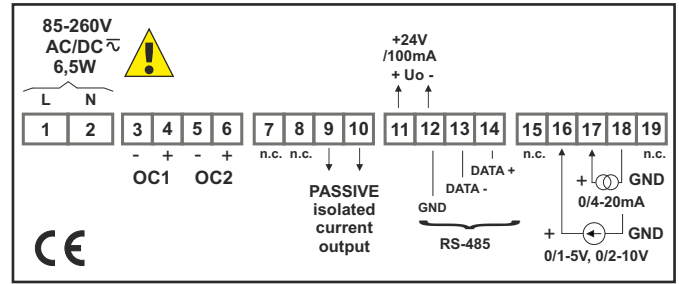 85-260V
AC/DC
6,5W
L N
+24V
/100mA
+ Uo -
1 2 3 4 5 6 7 8 9 10 11 12 13 14 15 16 17 18 19
- + - +
OC1 OC2
n.c. n.c.
PASSIVE
isolated
current
output
DATA +
DATA -
GND
RS-485
n.c. n.c.
+ GND
0/4-20mA
+ GND
0/1-5V, 0/2-10V
CE